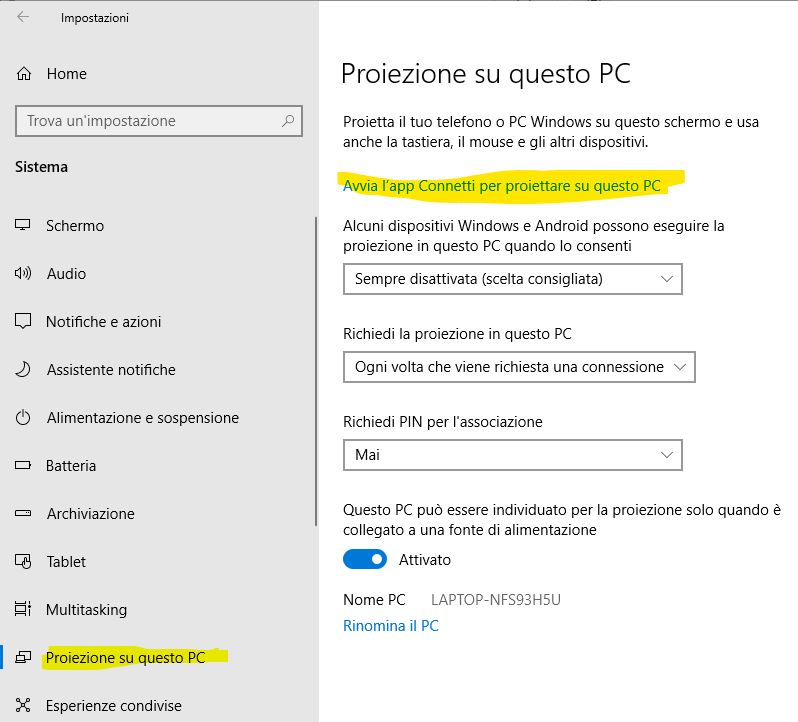 Impostazioni
Home
Trova un'impostazione
Sistema
Schermo
Audio
Notifiche e azioni
Assistente notifiche
Alimentazione e sospensione
Batteria
Archiviazione
Tablet
Multitasking
Proiezione su questo PC
Esperienze condivise
Proiezione su questo PC
Proietta il tuo telefono o PC Windows su questo schermo e usa
anche la tastiera, il mouse e gli altri dispositivi.
Avvia l’app Connetti per proiettare su questo PC
Alcuni dispositivi Windows e Android possono eseguire la
proiezione in questo PC quando lo consenti
Sempre disattivata (scelta consigliata)
Richiedi la proiezione in questo PC
Ogni volta che viene richiesta una connessione
Richiedi PIN per l'associazione
Mai
Questo PC può essere individuato per la proiezione solo quando è
collegato a una fonte di alimentazione
Attivato
Nome PC LAPTOP-NFS93H5U
Rinomina il PC